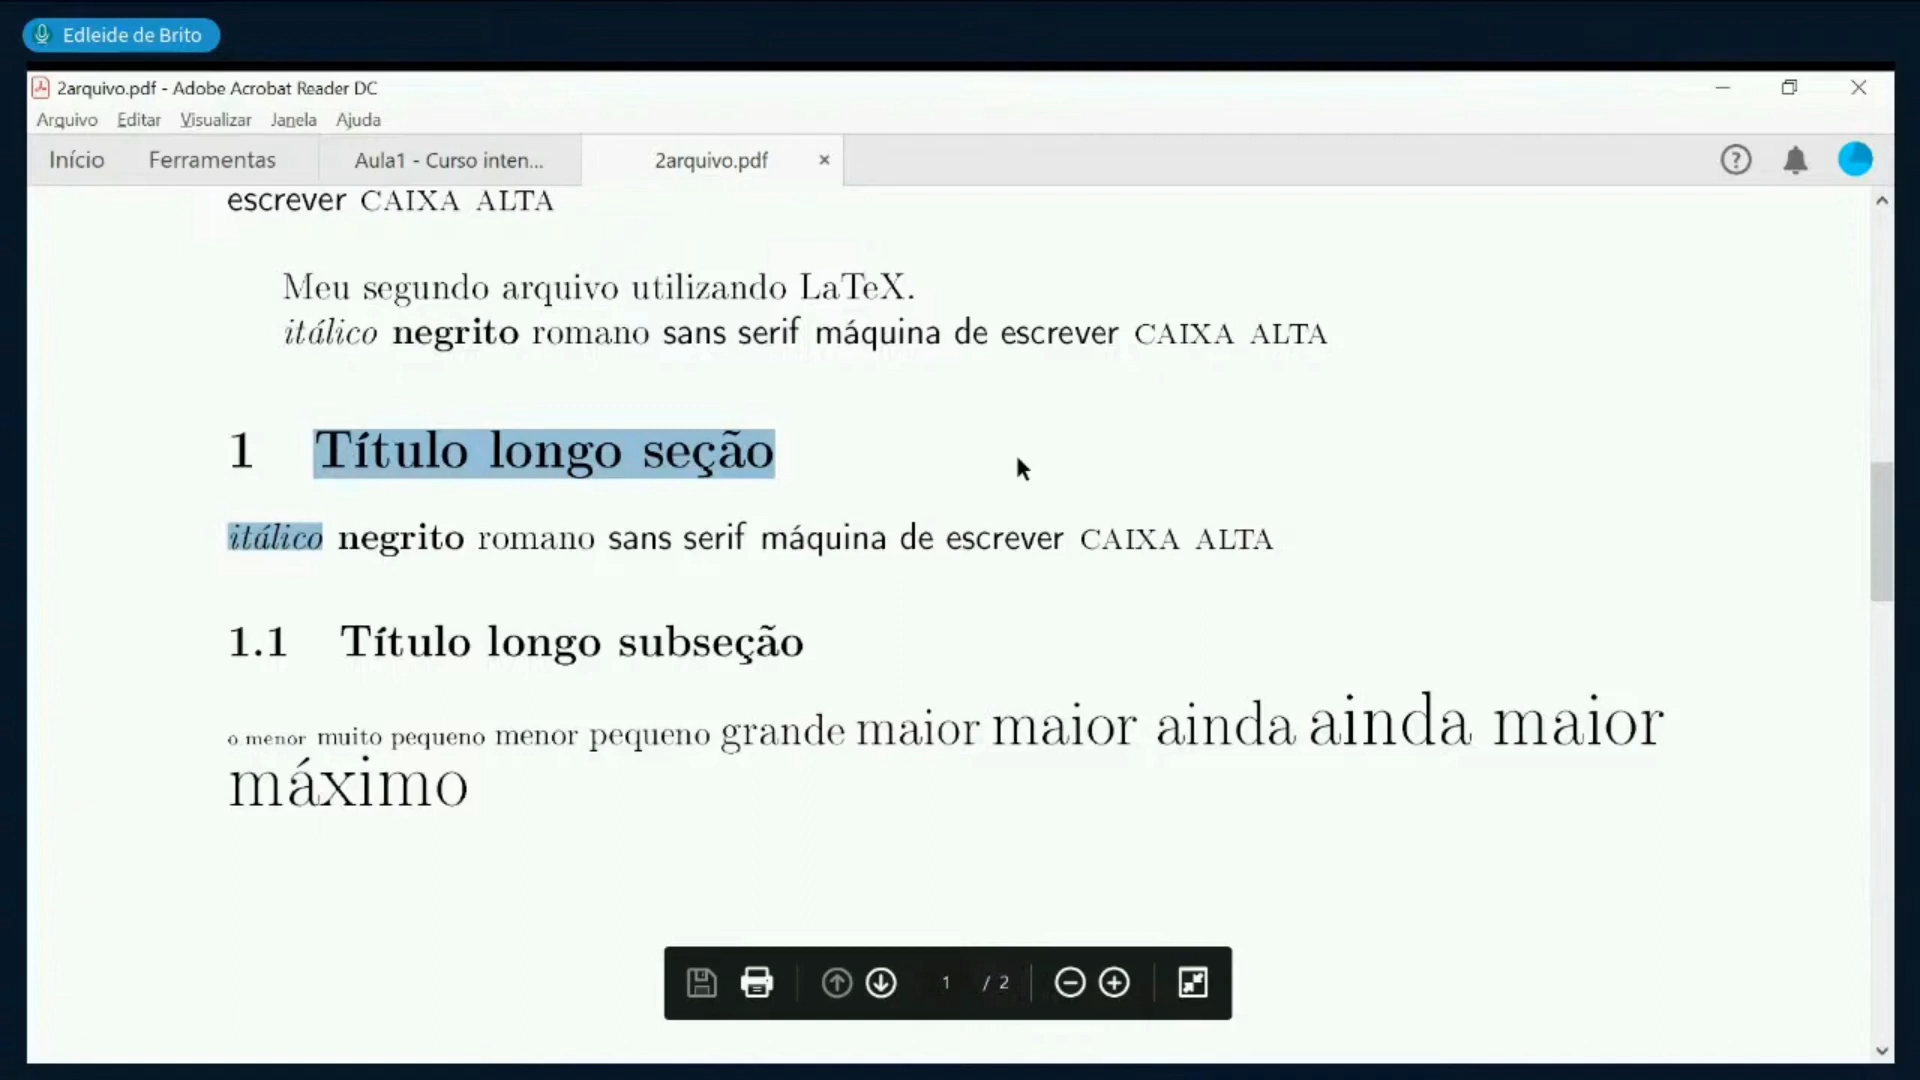 Edleide de Brito
2arquivo.pdf - Adobe Acrobat Reader DC
Arquivo Editar Visualizar Janela Ajuda
Início Ferramentas Aula1 - Curso inten... 2arquivo.pdf
escrever CAIXA ALTA
Meu segundo arquivo utilizando LaTeX.
itálico negrito romano sans serif máquina de escrever CAIXA ALTA
1 Título longo seção
itálico negrito romano sans serif máquina de escrever CAIXA ALTA
1.1 Título longo subseção
o menor muito pequeno menor pequeno grande maior maior ainda ainda maior
máximo
1 / 2